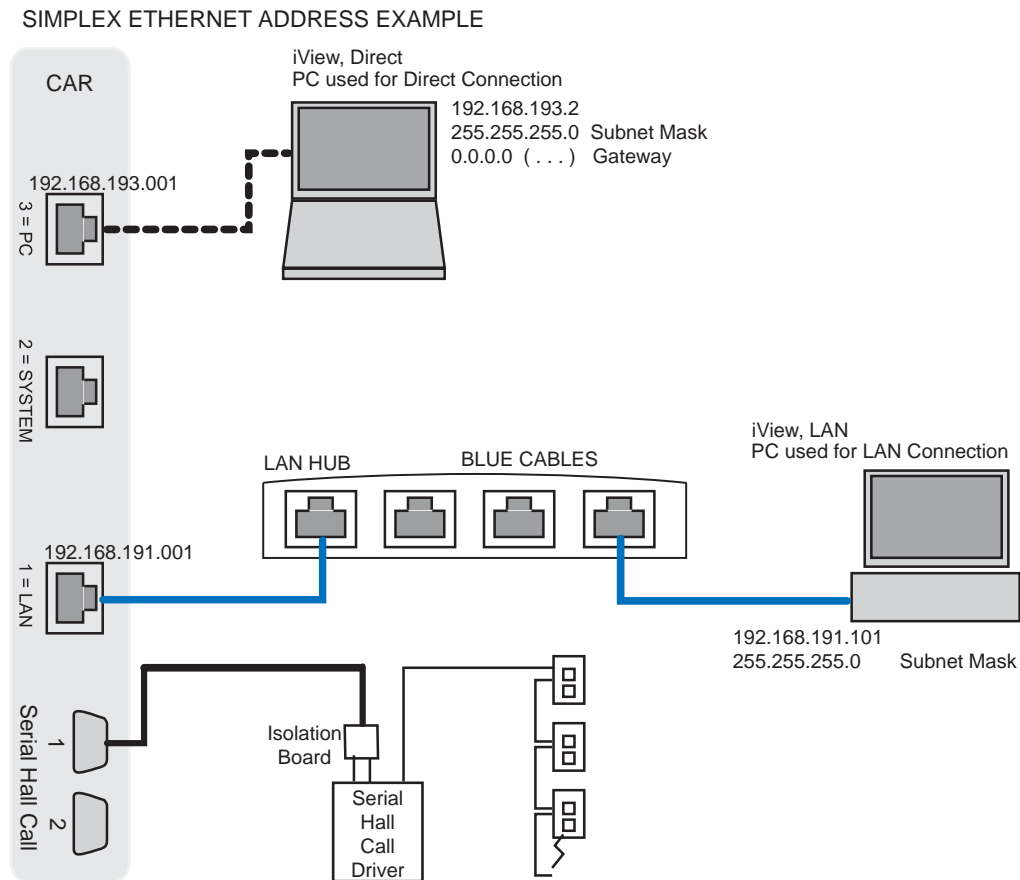 SIMPLEX ETHERNET ADDRESS EXAMPLE
CAR
iView, Direct
PC used for Direct Connection
192.168.193.2
255.255.255.0 Subnet Mask
0.0.0.0 ( . . . ) Gateway
192.168.193.001
3 = PC
2 = SYSTEM
iView, LAN
PC used for LAN Connection
LAN HUB
BLUE CABLES
192.168.191.001
1 = LAN
192.168.191.101
255.255.255.0 Subnet Mask
Serial Hall Call
1
2
Isolation
Board
Serial
Hall
Call
Driver